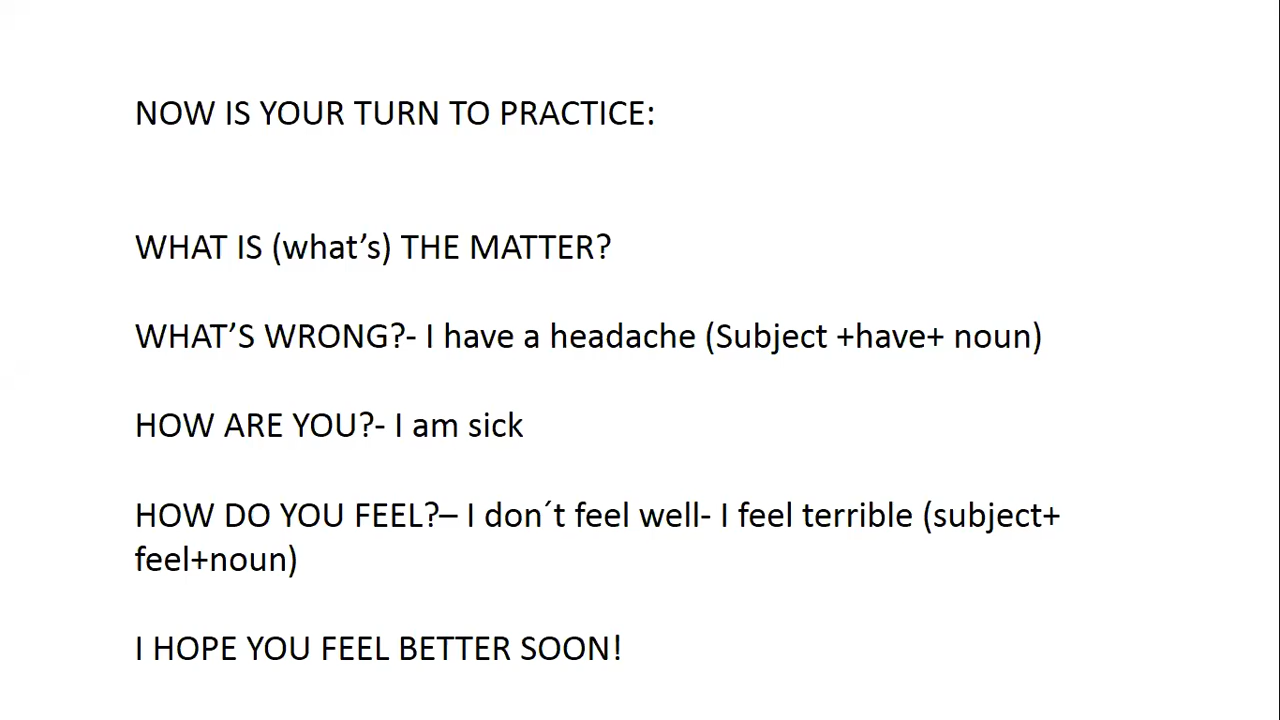 NOW IS YOUR TURN TO PRACTICE:
WHAT IS (what’s) THE MATTER?
WHAT’S WRONG?- I have a headache (Subject +have+ noun)
HOW ARE YOU?- I am sick
HOW DO YOU FEEL?– I don´t feel well- I feel terrible (subject+
feel+noun)
I HOPE YOU FEEL BETTER SOON!